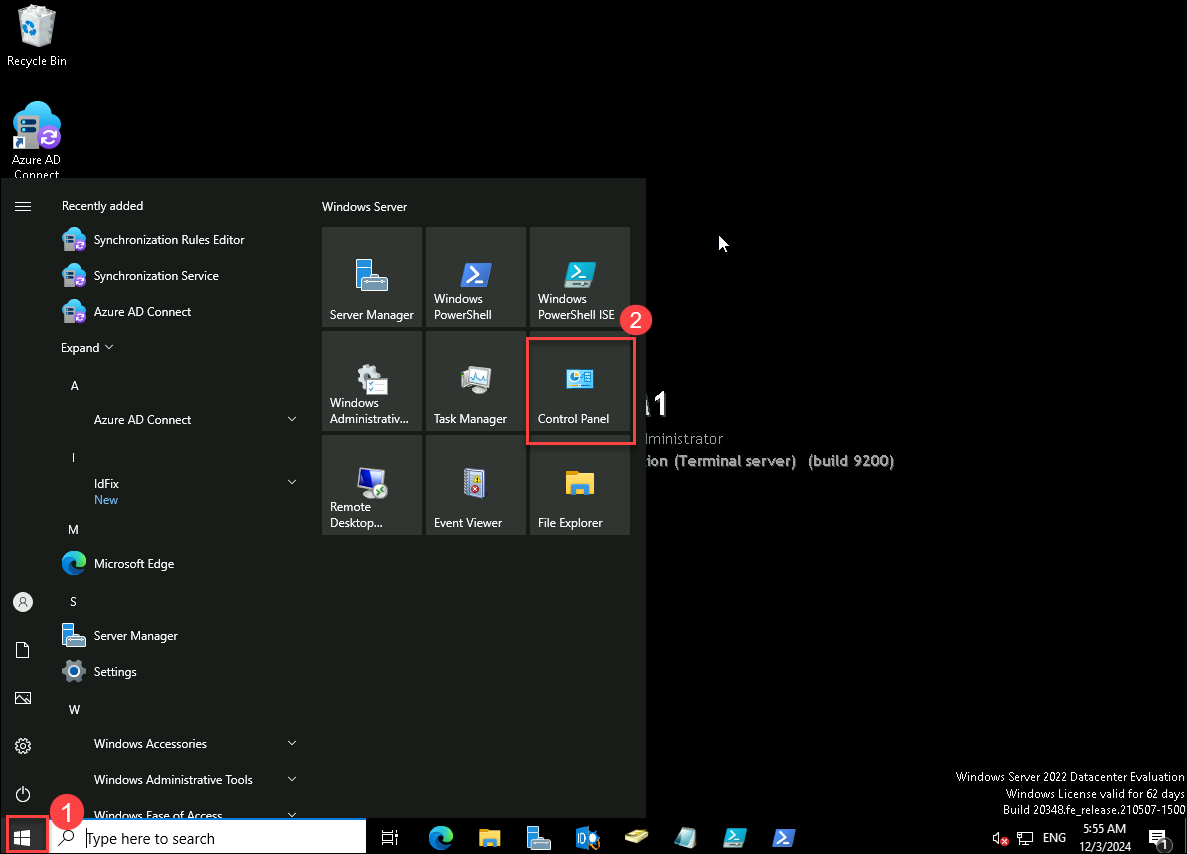 Recycle Bin
Azure AD
Connect
Recently added
Synchronization Rules Editor
Synchronization Service
Azure AD Connect
Expand
A
Azure AD Connect
I
IdFix
New
M
Microsoft Edge
S
Server Manager
Settings
W
Windows Accessories
Windows Administrative Tools
Windows Ease of Access
Windows Server
Server Manager
Windows
PowerShell
Windows
PowerShell ISE
2
Windows
Administrativ...
Task Manager
Control Panel
Remote
Desktop...
Event Viewer
File Explorer
1
dministrator
ion (Terminal server) (build 9200)
Windows Server 2022 Datacenter Evaluation
Windows License valid for 62 days
Build 20348.fe_release.210507-1500
1
Type here to search
ENG
5:55 AM
12/3/2024
1